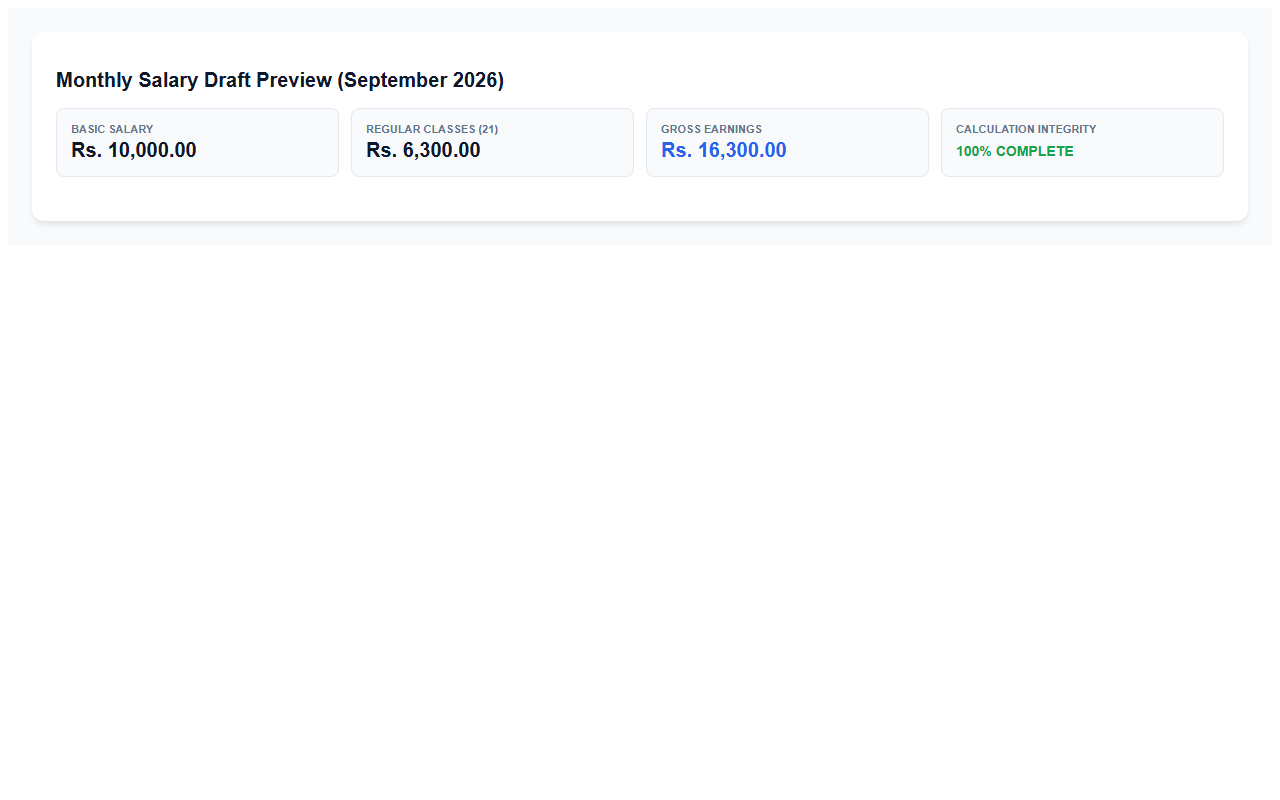 Monthly Salary Draft Preview (September 2026)
BASIC SALARY
Rs. 10,000.00
REGULAR CLASSES (21)
Rs. 6,300.00
GROSS EARNINGS
Rs. 16,300.00
CALCULATION INTEGRITY
100% COMPLETE